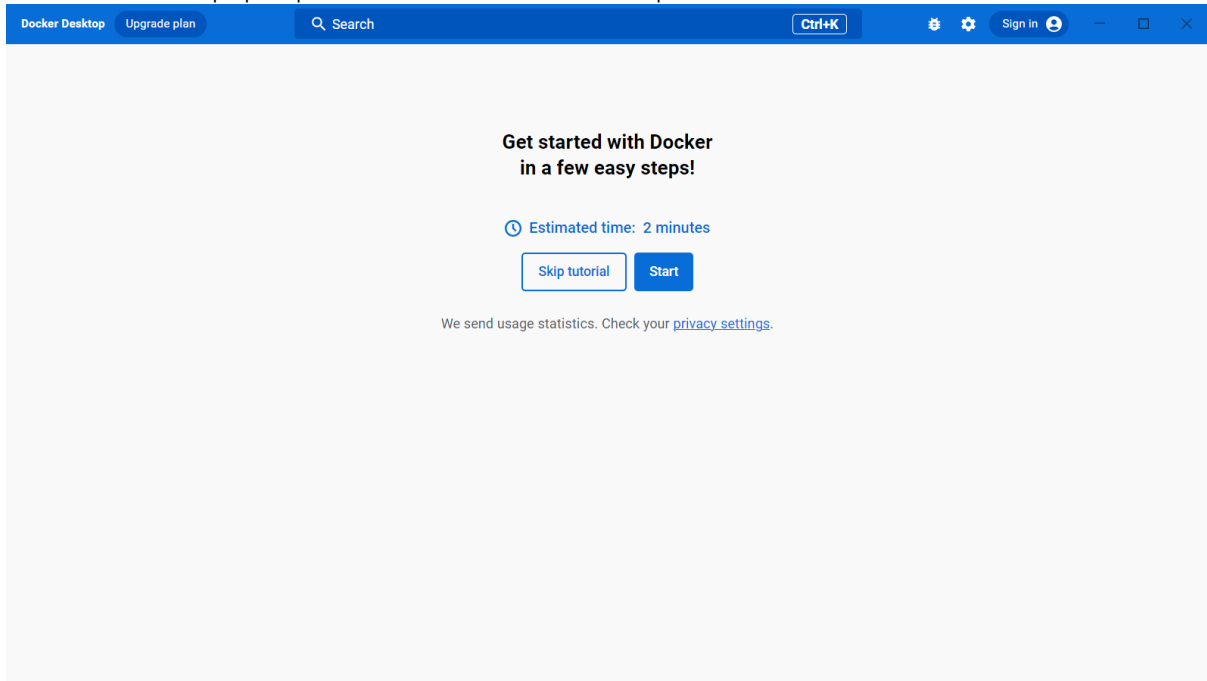 Docker Desktop Upgrade plan Search Ctrl+K Sign in
Get started with Docker
in a few easy steps!
Estimated time: 2 minutes
Skip tutorial Start
We send usage statistics. Check your privacy settings.